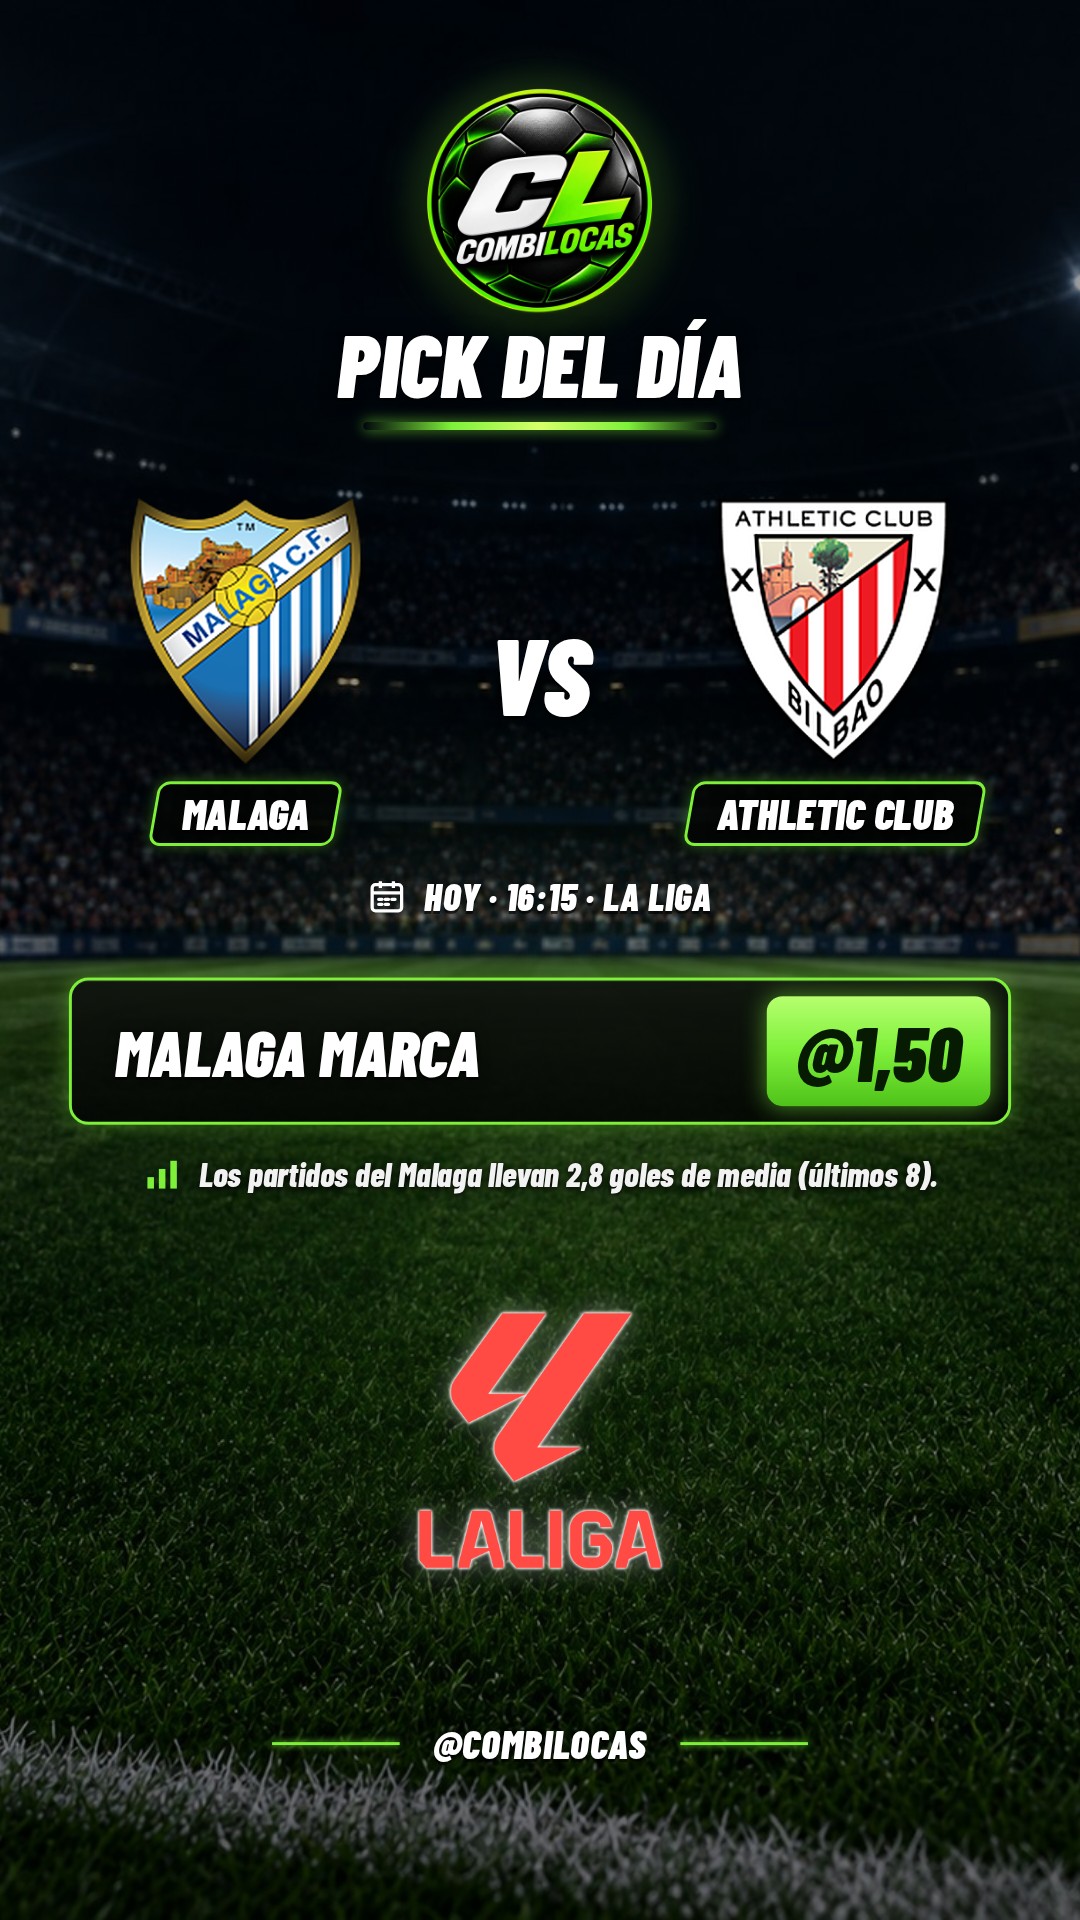 CL
COMBILOCAS
PICK DEL DÍA
TM
MALAGA C.F.
ATHLETIC CLUB
BILBAO
VS
MALAGA
ATHLETIC CLUB
HOY · 16:15 · LA LIGA
MALAGA MARCA
@1,50
Los partidos del Malaga llevan 2,8 goles de media (últimos 8).
LALIGA
@COMBILOCAS